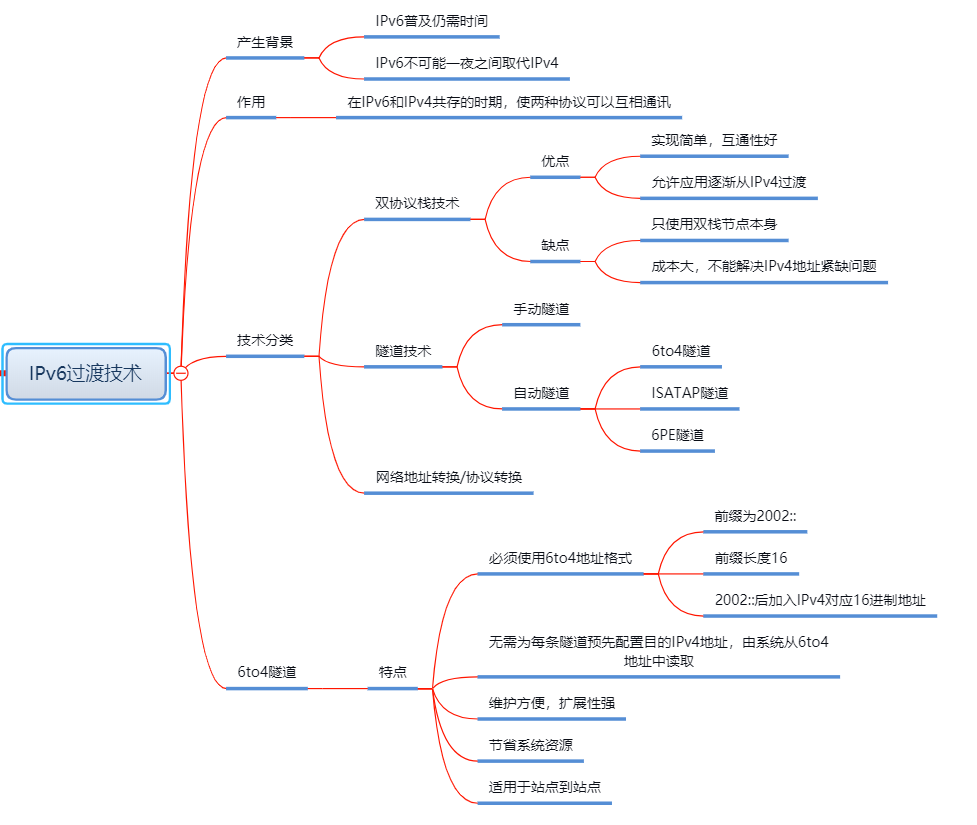 IPv6过渡技术
产生背景
IPv6普及仍需时间
IPv6不可能一夜之间取代IPv4
作用
在IPv6和IPv4共存的时期，使两种协议可以互相通讯
技术分类
双协议栈技术
优点
实现简单，互通性好
允许应用逐渐从IPv4过渡
缺点
只使用双栈节点本身
成本大，不能解决IPv4地址紧缺问题
隧道技术
手动隧道
自动隧道
6to4隧道
ISATAP隧道
6PE隧道
网络地址转换/协议转换
6to4隧道
特点
必须使用6to4地址格式
前缀为2002::
前缀长度16
2002::后加入IPv4对应16进制地址
无需为每条隧道预先配置目的IPv4地址，由系统从6to4
地址中读取
维护方便，扩展性强
节省系统资源
适用于站点到站点